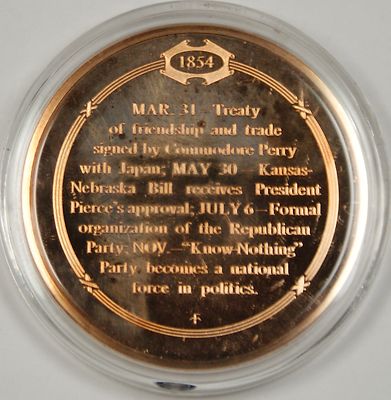 1854
MAR. 31—Treaty
of friendship and trade
signed by Commodore Perry
with Japan; MAY 30—Kansas-
Nebraska Bill receives President
Pierce's approval; JULY 6—Formal
organization of the Republican
Party; NOV.—"Know-Nothing"
Party becomes a national
force in politics.